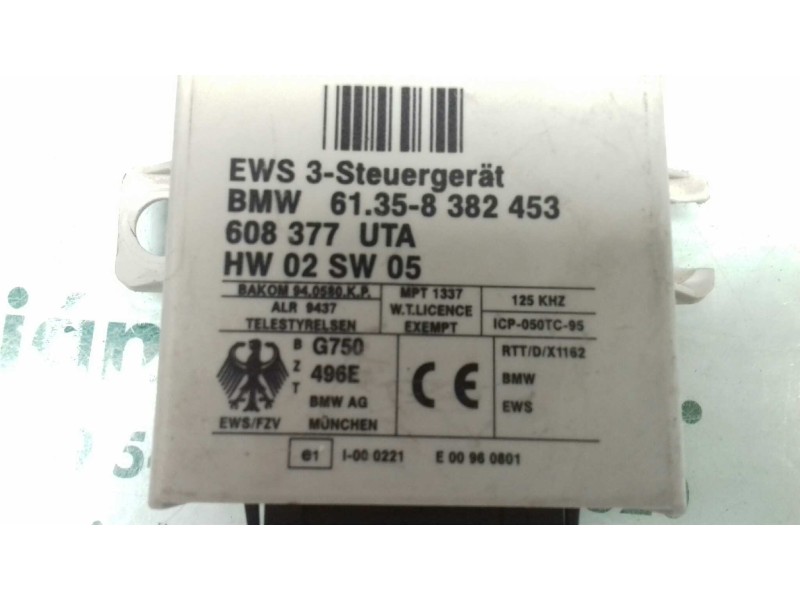 EWS 3-Steuergerät
BMW 61.35-8 382 453
608 377 UTA
HW 02 SW 05
BAKOM 94.0580.K.P.
ALR 9437
TELESTYRELSEN
MPT 1337
W.T.LICENCE
EXEMPT
125 KHZ
ICP-050TC-95
EWS/FZV
BZT
G750
496E
BMW AG
MÜNCHEN
CE
RTT/D/X1162
BMW
EWS
e1 I-00 0221 E 00 96 0801